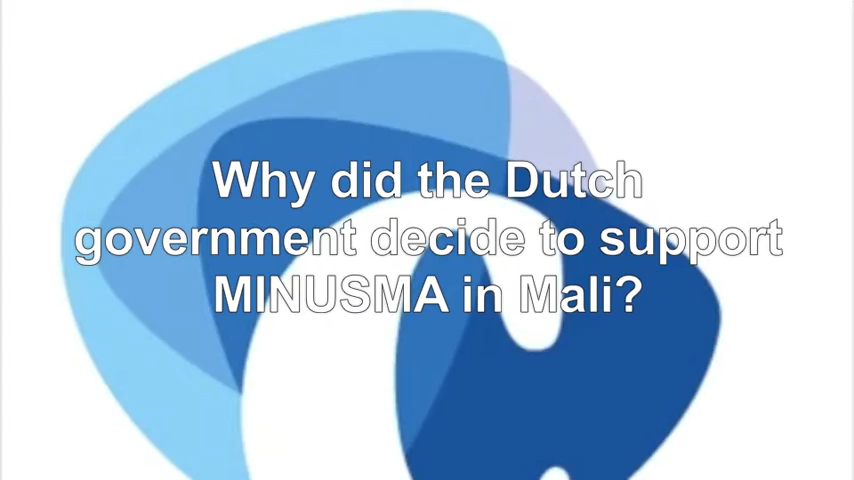 Why did the Dutch
government decide to support
MINUSMA in Mali?